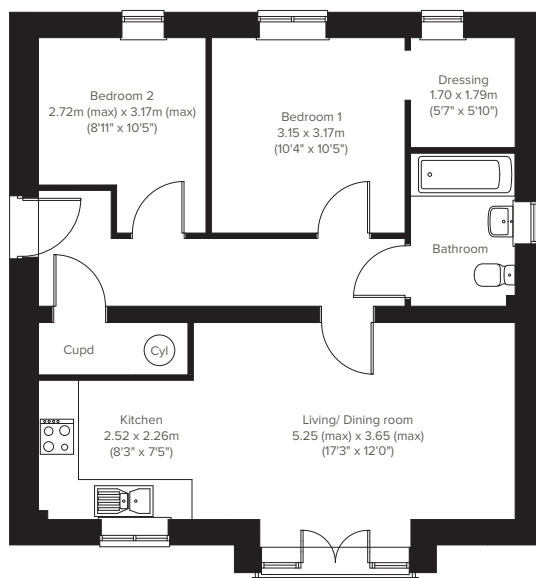 Bedroom 2
2.72m (max) x 3.17m (max)
(8'11" x 10'5")
Bedroom 1
3.15 x 3.17m
(10'4" x 10'5")
Dressing
1.70 x 1.79m
(5'7" x 5'10")
Bathroom
Cupd
Cyl
Kitchen
2.52 x 2.26m
(8'3" x 7'5")
Living/ Dining room
5.25 (max) x 3.65 (max)
(17'3" x 12'0")